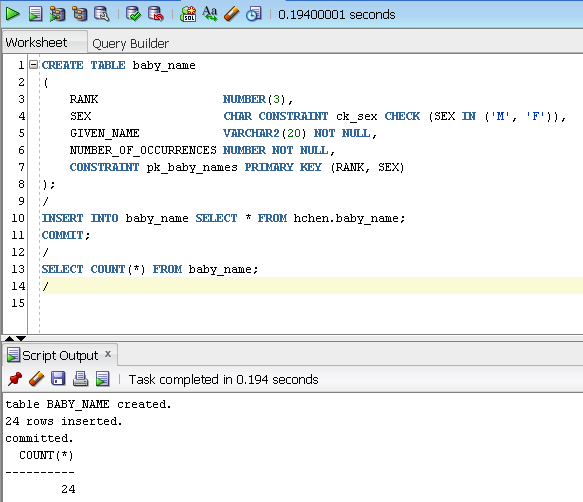 SQL
Aa
0.19400001 seconds
Worksheet
Query Builder
1 CREATE TABLE baby_name
2 (
3 RANK NUMBER(3),
4 SEX CHAR CONSTRAINT ck_sex CHECK (SEX IN ('M', 'F')),
5 GIVEN_NAME VARCHAR2(20) NOT NULL,
6 NUMBER_OF_OCCURRENCES NUMBER NOT NULL,
7 CONSTRAINT pk_baby_names PRIMARY KEY (RANK, SEX)
8 );
9 /
10 INSERT INTO baby_name SELECT * FROM hchen.baby_name;
11 COMMIT;
12 /
13 SELECT COUNT(*) FROM baby_name;
14 /
15
Script Output x
Task completed in 0.194 seconds
table BABY_NAME created.
24 rows inserted.
committed.
COUNT(*)
----------
24